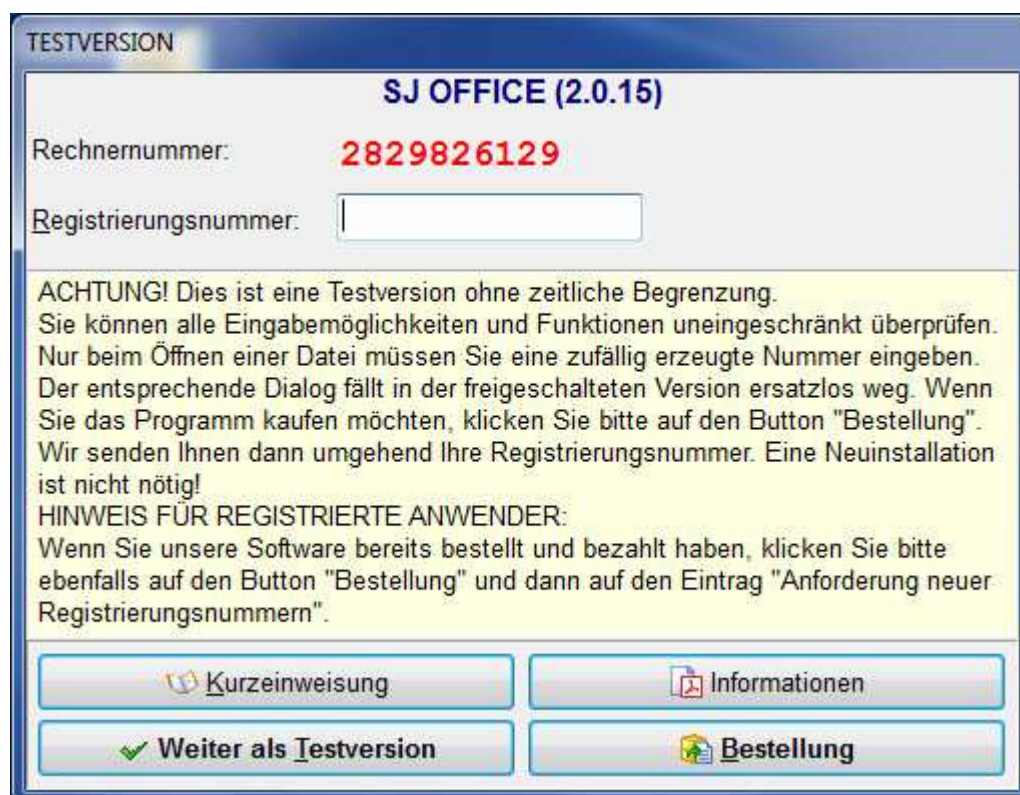 TESTVERSION
SJ OFFICE (2.0.15)
Rechnernummer: 2829826129
Registrierungsnummer:
ACHTUNG! Dies ist eine Testversion ohne zeitliche Begrenzung.
Sie können alle Eingabemöglichkeiten und Funktionen uneingeschränkt überprüfen.
Nur beim Öffnen einer Datei müssen Sie eine zufällig erzeugte Nummer eingeben.
Der entsprechende Dialog fällt in der freigeschalteten Version ersatzlos weg. Wenn
Sie das Programm kaufen möchten, klicken Sie bitte auf den Button "Bestellung".
Wir senden Ihnen dann umgehend Ihre Registrierungsnummer. Eine Neuinstallation
ist nicht nötig!
HINWEIS FÜR REGISTRIERTE ANWENDER:
Wenn Sie unsere Software bereits bestellt und bezahlt haben, klicken Sie bitte
ebenfalls auf den Button "Bestellung" und dann auf den Eintrag "Anforderung neuer
Registrierungsnummern".
Kurzeinweisung
Informationen
Weiter als Testversion
Bestellung